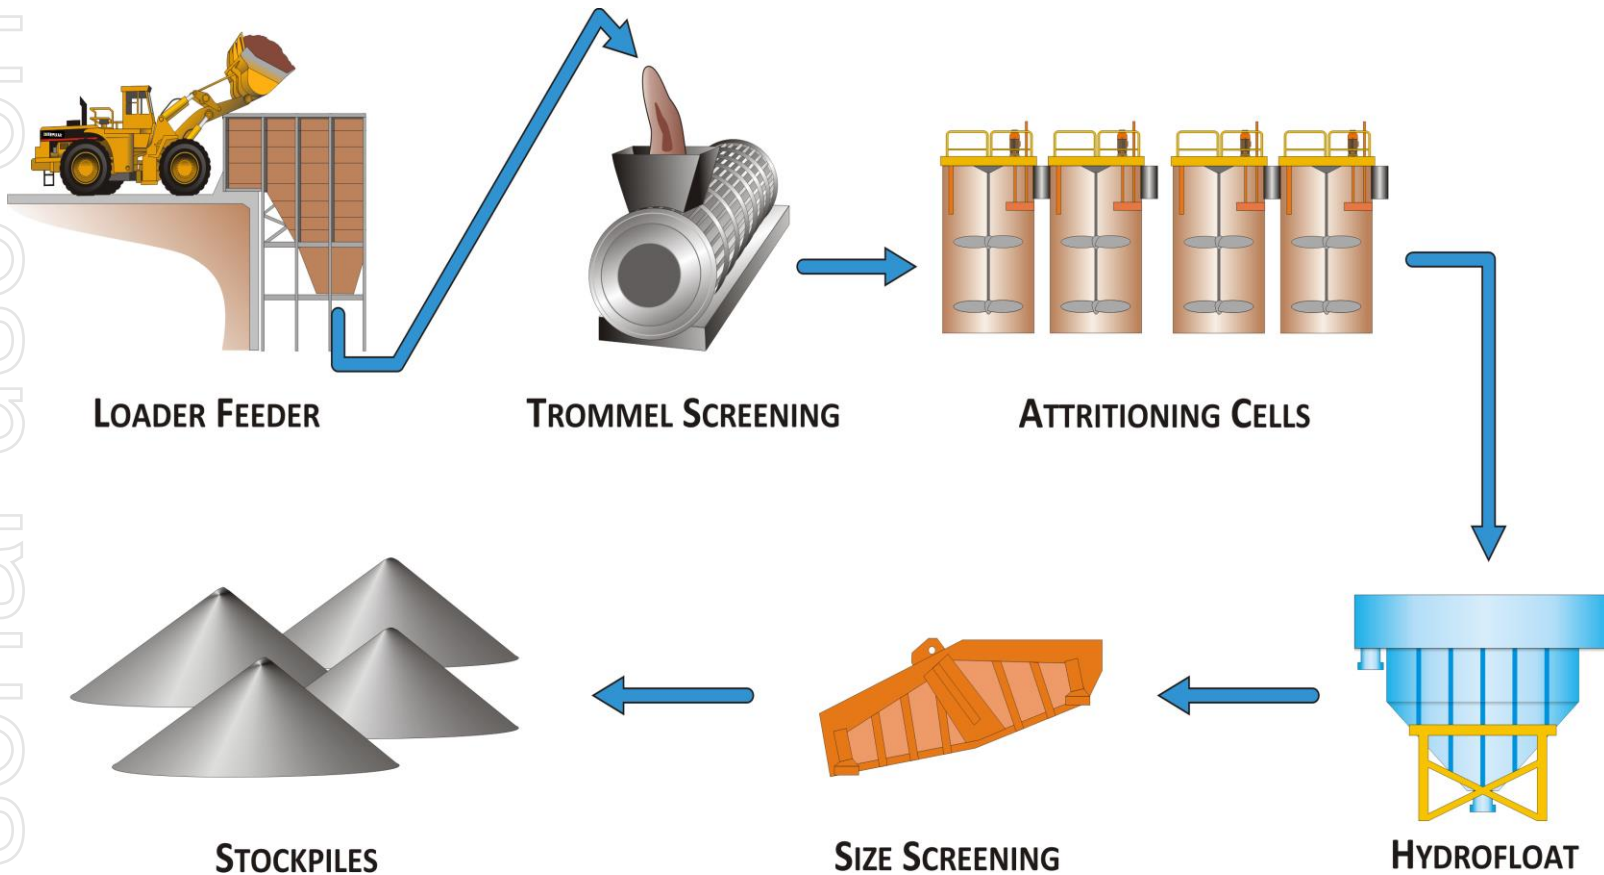 LOADER FEEDER
TROMMEL SCREENING
ATTRITIONING CELLS
STOCKPILES
SIZE SCREENING
HYDROFLOAT